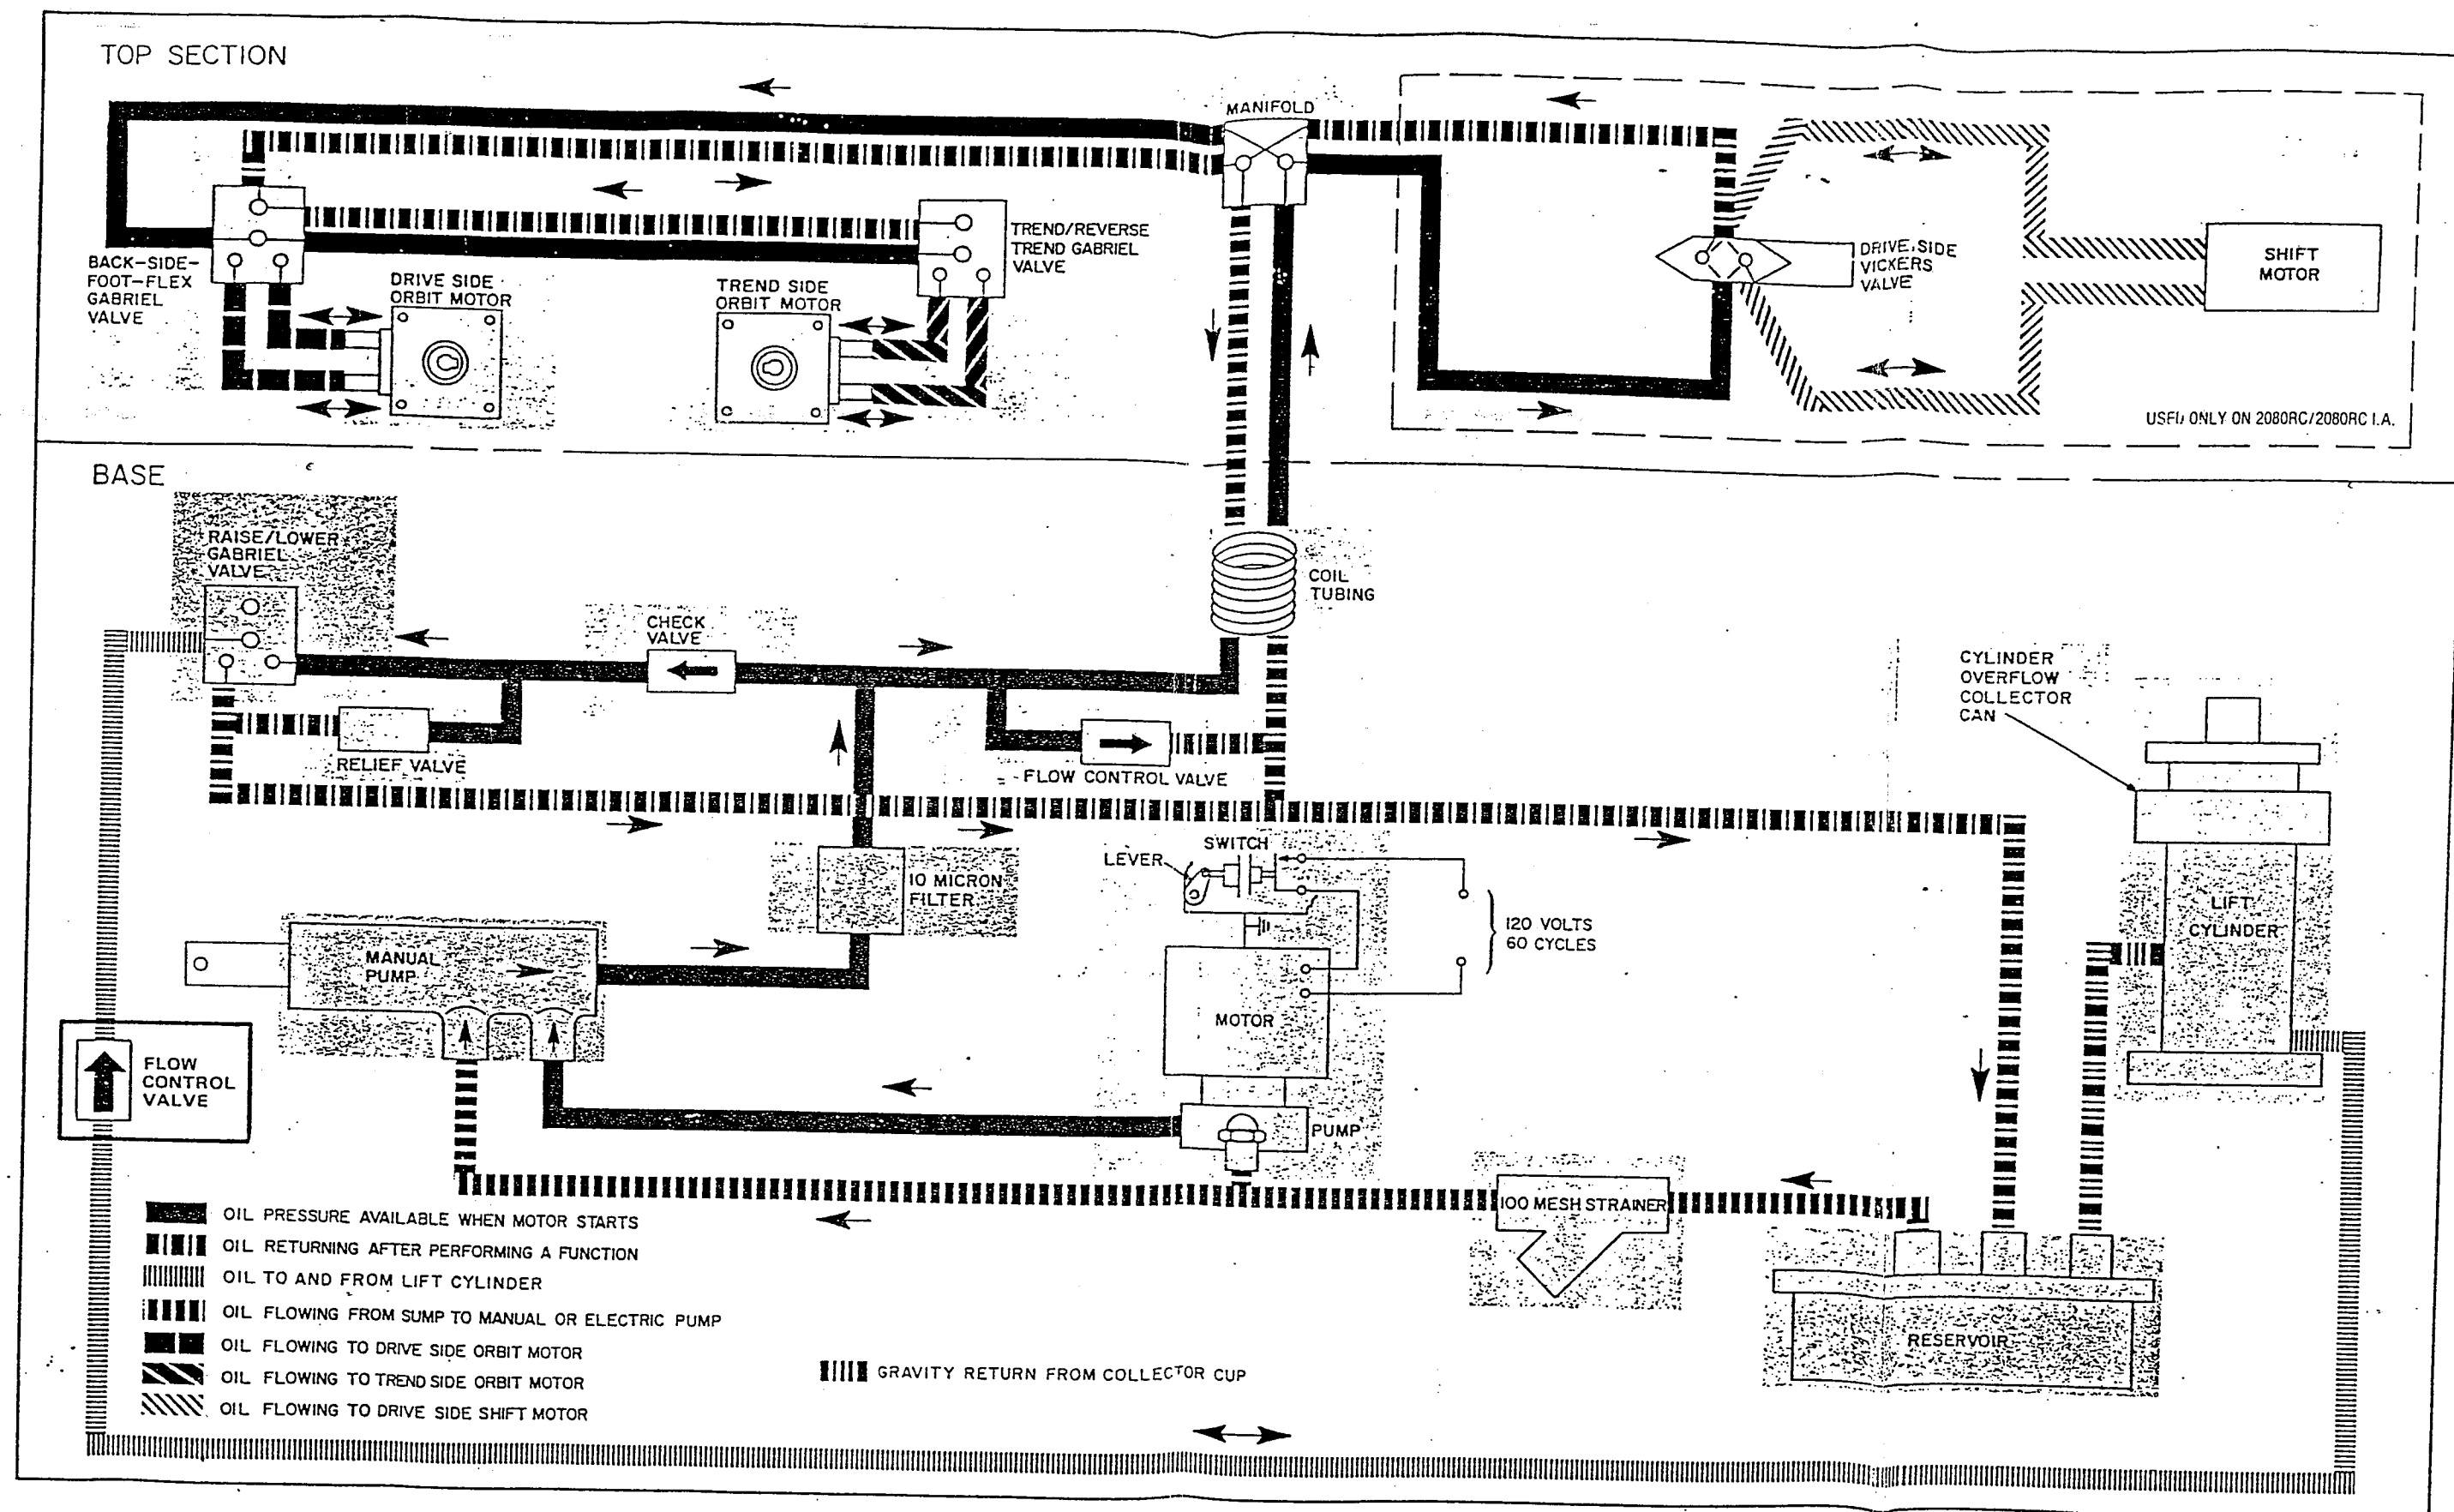 TOP SECTION
MANIFOLD
BACK-SIDE-
FOOT-FLEX
GABRIEL
VALVE
DRIVE SIDE
ORBIT MOTOR
TREND SIDE
ORBIT MOTOR
TREND/REVERSE
TREND GABRIEL
VALVE
DRIVE SIDE
VICKERS
VALVE
SHIFT
MOTOR
USED ONLY ON 2080RC/2080RC I.A.
BASE
RAISE/LOWER
GABRIEL
VALVE
CHECK
VALVE
COIL
TUBING
RELIEF VALVE
FLOW CONTROL VALVE
CYLINDER
OVERFLOW
COLLECTOR
CAN
10 MICRON
FILTER
LEVER
SWITCH
120 VOLTS
60 CYCLES
LIFT
CYLINDER
MANUAL
PUMP
MOTOR
FLOW
CONTROL
VALVE
PUMP
100 MESH STRAINER
RESERVOIR
OIL PRESSURE AVAILABLE WHEN MOTOR STARTS
OIL RETURNING AFTER PERFORMING A FUNCTION
OIL TO AND FROM LIFT CYLINDER
OIL FLOWING FROM SUMP TO MANUAL OR ELECTRIC PUMP
OIL FLOWING TO DRIVE SIDE ORBIT MOTOR
OIL FLOWING TO TREND SIDE ORBIT MOTOR
OIL FLOWING TO DRIVE SIDE SHIFT MOTOR
GRAVITY RETURN FROM COLLECTOR CUP